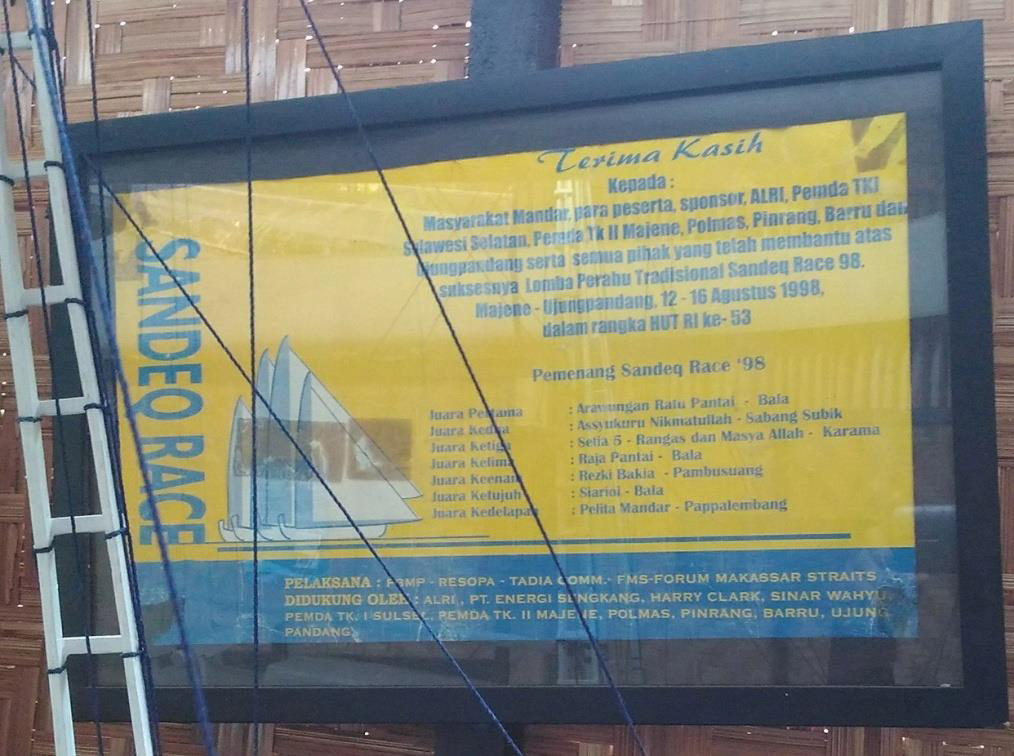 SANDEQ RACE
Terima Kasih
Kepada :
Masyarakat Mandar, para peserta, sponsor, ALRI, Pemda TKI
Sulawesi Selatan, Pemda Tk II Majene, Polmas, Pinrang, Barru dan
Ujungpandang serta semua pihak yang telah membantu atas
suksesnya Lomba Perahu Tradisional Sandeq Race 98.
Majene - Ujungpandang, 12 - 16 Agustus 1998,
dalam rangka HUT RI ke- 53
Pemenang Sandeq Race '98
Juara Pertama : Arawungan Ratu Pantai - Bala
Juara Kedua : Assyukuru Nikmatullah - Sabang Subik
Juara Ketiga : Setia 5 - Rangas dan Masya Allah - Karama
Juara Kelima : Raja Pantai - Bala
Juara Keenam : Rezki Bakia - Pambusuang
Juara Ketujuh : Siarioi - Bala
Juara Kedelapan : Pelita Mandar - Pappalembang
PELAKSANA : P3MP - RESOPA - TADIA COMM.- FMS-FORUM MAKASSAR STRAITS
DIDUKUNG OLEH : ALRI , PT. ENERGI SENGKANG, HARRY CLARK, SINAR WAHYU,
PEMDA TK. I SULSEL, PEMDA TK. II MAJENE, POLMAS, PINRANG, BARRU, UJUNG
PANDANG.